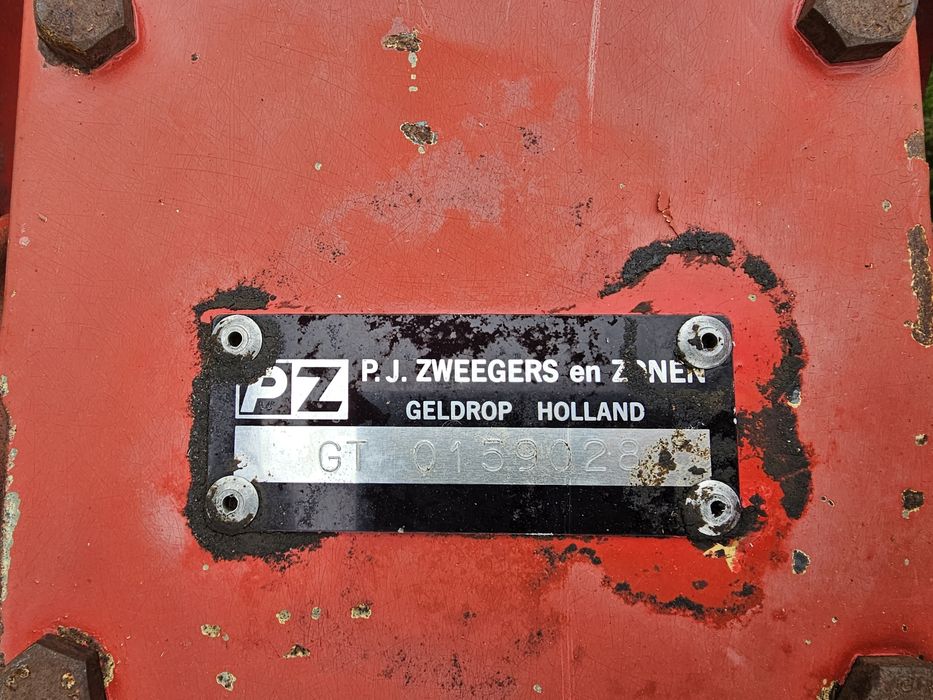 PZ P.J. ZWEEGERS en ZONEN
GELDROP HOLLAND
GT 0159028